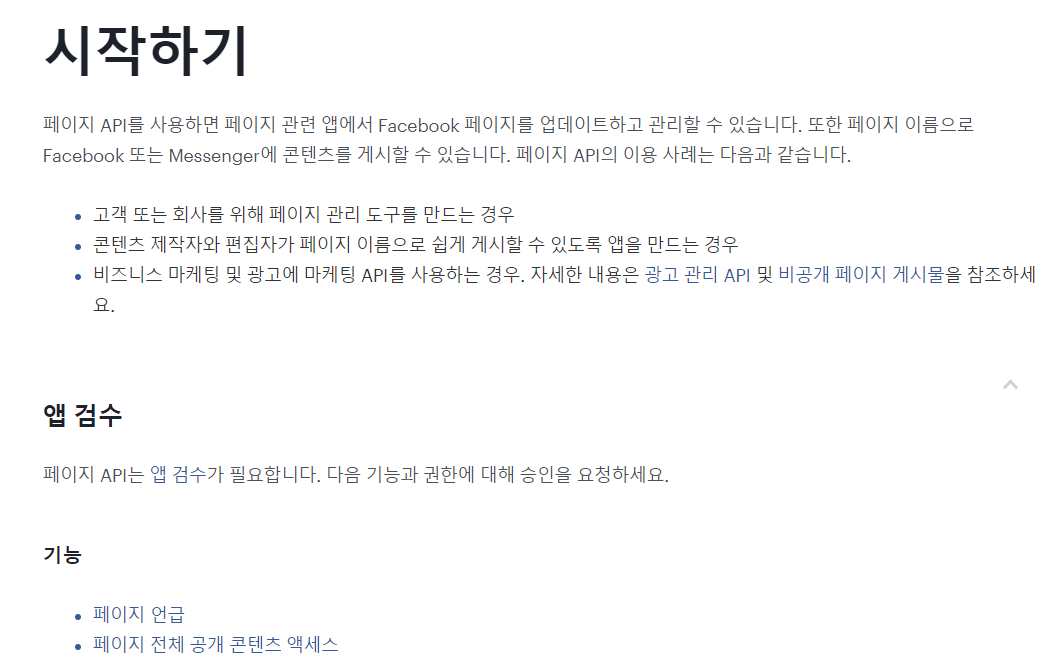 시작하기
페이지 API를 사용하면 페이지 관련 앱에서 Facebook 페이지를 업데이트하고 관리할 수 있습니다. 또한 페이지 이름으로
Facebook 또는 Messenger에 콘텐츠를 게시할 수 있습니다. 페이지 API의 이용 사례는 다음과 같습니다.
• 고객 또는 회사를 위해 페이지 관리 도구를 만드는 경우
• 콘텐츠 제작자와 편집자가 페이지 이름으로 쉽게 게시할 수 있도록 앱을 만드는 경우
• 비즈니스 마케팅 및 광고에 마케팅 API를 사용하는 경우. 자세한 내용은 광고 관리 API 및 비공개 페이지 게시물을 참조하세
요.
앱 검수
페이지 API는 앱 검수가 필요합니다. 다음 기능과 권한에 대해 승인을 요청하세요.
기능
• 페이지 언급
• 페이지 전체 공개 콘텐츠 액세스